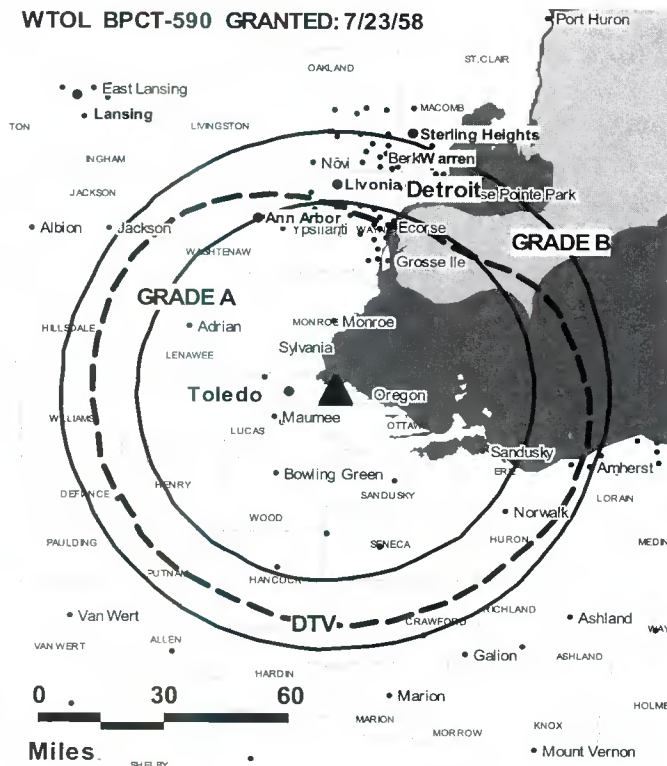 WTOL BPCT-590 GRANTED: 7/23/58
Port Huron
ST.CLAIR
OAKLAND
East Lansing
Lansing
MACOMB
TON
LIVINGSTON
Sterling Heights
INGHAM
Novi
Berk
Warren
JACKSON
Livonia
Detroit
se Pointe Park
Albion
Jackson
Ann Arbor
Ypsilanti
WAYNE
Ecorse
GRADE B
WASHTENAW
Grosse Ile
GRADE A
HILLSDALE
Adrian
MONROE
Monroe
LENAWEE
Sylvania
Toledo
Oregon
WILLIAMS
Maumee
LUCAS
OTTAW
Sandusky
ERIE
Bowling Green
Amherst
HENRY
DEFIANCE
SANDUSKY
LORAIN
WOOD
Norwalk
PAULDING
SENECA
HURON
MEDIN
PUTNAM
HANCOCK
Van Wert
DTV
CRAWFORD
RICHLAND
Ashland
WAY
VAN WERT
ALLEN
Galion
ASHLAND
HARDIN
0 30 60
Marion
HOLME
MARION
MORROW
KNOX
Miles
SHELBY
Mount Vernon